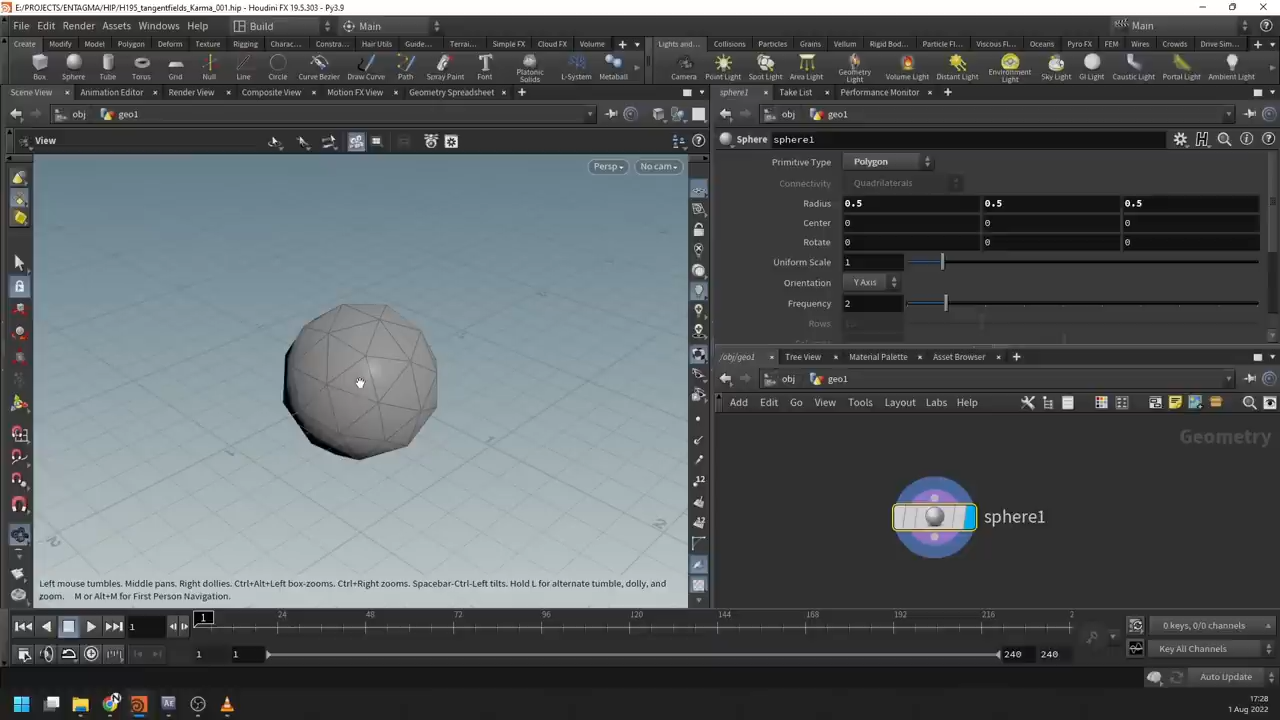 E:/PROJECTS/ENTAGMA/HIP/H195_tangentfields_Karma_001.hip - Houdini FX 19.5.303 - Py3.9
File Edit Render Assets Windows Help Build Main Main
Create Modify Model Polygon Deform Texture Rigging Charac... Constra... Hair Utils Guide... Terrai... Simple FX Cloud FX Volume
Lights and... Collisions Particles Grains Vellum Rigid Bod... Particle Fl... Viscous Fl... Oceans Pyro FX FEM Wires Crowds Drive Sim...
Box Sphere Tube Torus Grid Null Line Circle Curve Bezier Draw Curve Path Spray Paint Font Platonic Solids L-System Metaball
Camera Point Light Spot Light Area Light Geometry Light Volume Light Distant Light Environment Light Sky Light GI Light Caustic Light Portal Light Ambient Light
Scene View Animation Editor Render View Composite View Motion FX View Geometry Spreadsheet
sphere1 Take List Performance Monitor
obj geo1
obj geo1
View
Persp No cam
Sphere sphere1
Primitive Type Polygon
Connectivity Quadrilaterals
Radius 0.5 0.5 0.5
Center 0 0 0
Rotate 0 0 0
Uniform Scale 1
Orientation Y Axis
Frequency 2
Rows
/obj/geo1 Tree View Material Palette Asset Browser
obj geo1
Add Edit Go View Tools Layout Labs Help
Geometry
sphere1
Left mouse tumbles. Middle pans. Right dollies. Ctrl+Alt+Left box-zooms. Ctrl+Right zooms. Spacebar-Ctrl-Left tilts. Hold L for alternate tumble, dolly, and
zoom. M or Alt+M for First Person Navigation.
1 1 24 48 72 96 120 144 168 192 216 2
0 keys, 0/0 channels
1 1 240 240
Key All Channels
Auto Update
17:28
1 Aug 2022